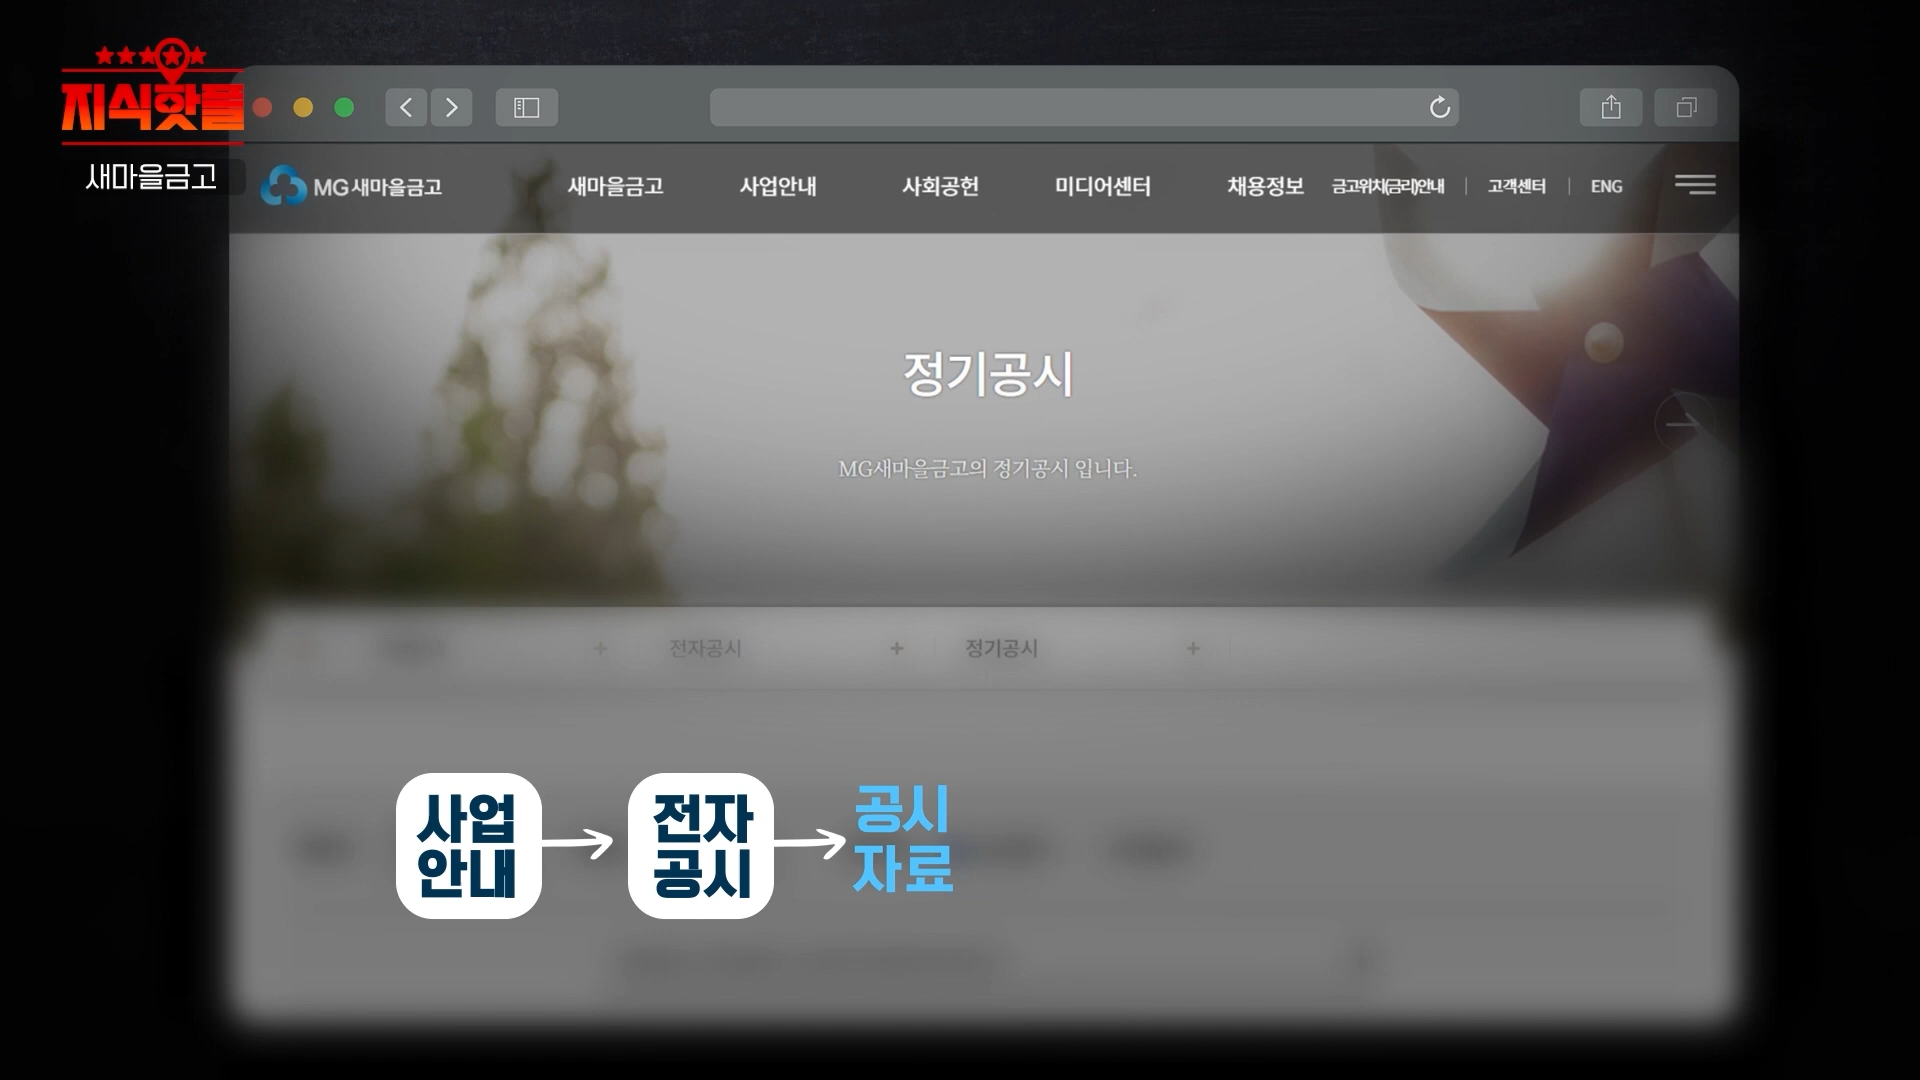 지식핫플
새마을금고
MG새마을금고
새마을금고
사업안내
사회공헌
미디어센터
채용정보
금고위치(금리)안내
고객센터
ENG
정기공시
MG새마을금고의 정기공시 입니다.
전자공시
정기공시
사업
안내
전자
공시
공시
자료